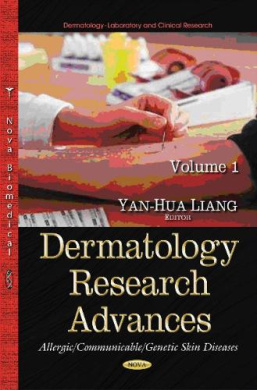 Dermatology - Laboratory and Clinical Research
Nova Biomedical
Volume 1
YAN-HUA LIANG
EDITOR
Dermatology
Research
Advances
Allergic/Communicable/Genetic Skin Diseases
NOVA